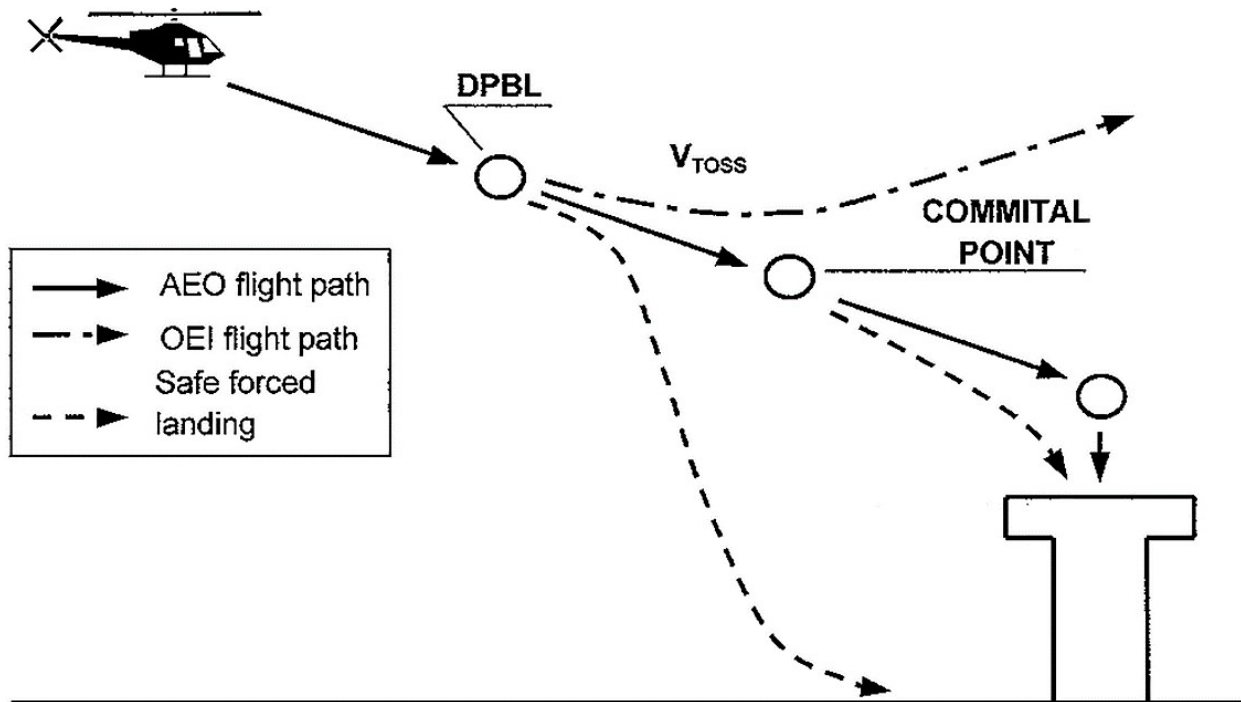 DPBL
VTOSS
COMMITAL
POINT
AEO flight path
OEI flight path
Safe forced
landing